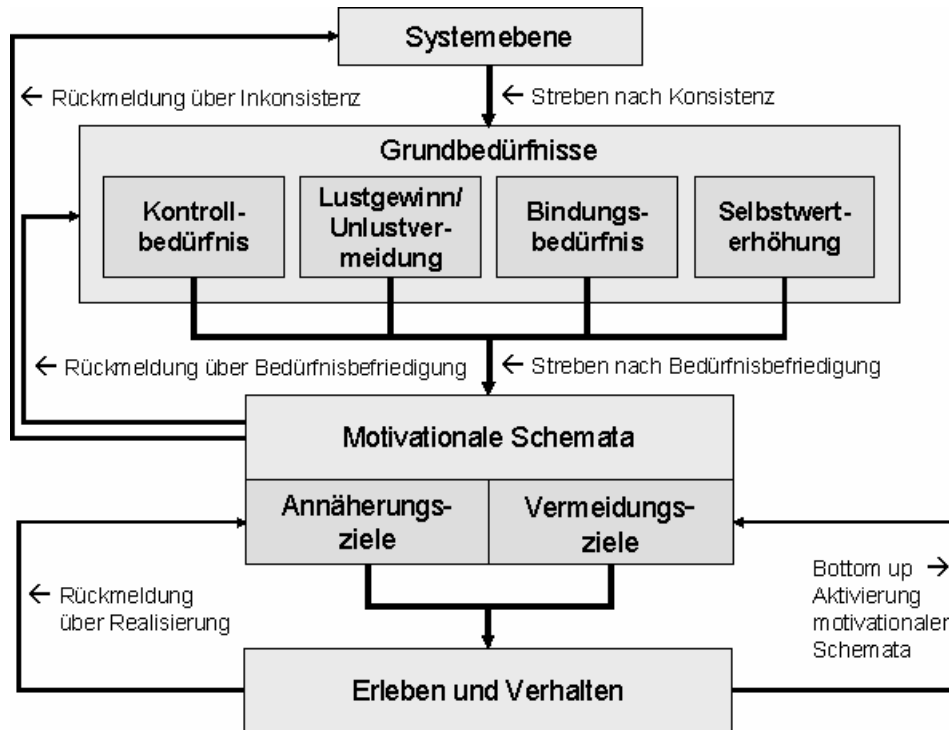 Systemebene
← Rückmeldung über Inkonsistenz
← Streben nach Konsistenz
Grundbedürfnisse
Kontroll-
bedürfnis
Lustgewinn/
Unlustver-
meidung
Bindungs-
bedürfnis
Selbstwert-
erhöhung
← Rückmeldung über Bedürfnisbefriedigung
← Streben nach Bedürfnisbefriedigung
Motivationale Schemata
Annäherungs-
ziele
Vermeidungs-
ziele
← Rückmeldung
über Realisierung
Bottom up →
Aktivierung
motivationaler
Schemata
Erleben und Verhalten